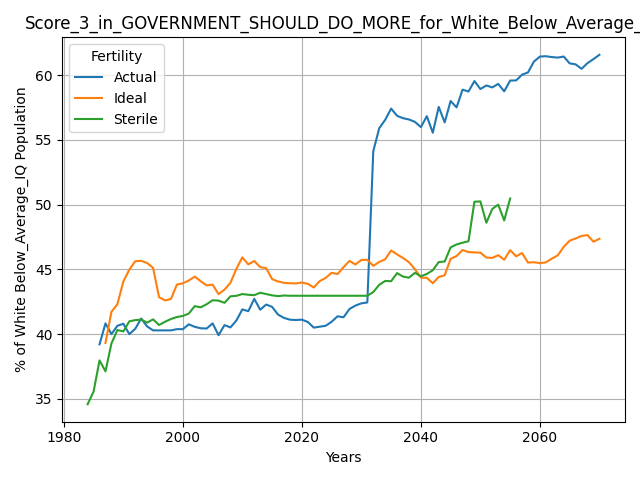 Score_3_in_GOVERNMENT_SHOULD_DO_MORE_for_White_Below_Average_
Fertility
Actual
Ideal
Sterile
% of White Below_Average_IQ Population
60
55
50
45
40
35
1980
2000
2020
2040
2060
Years